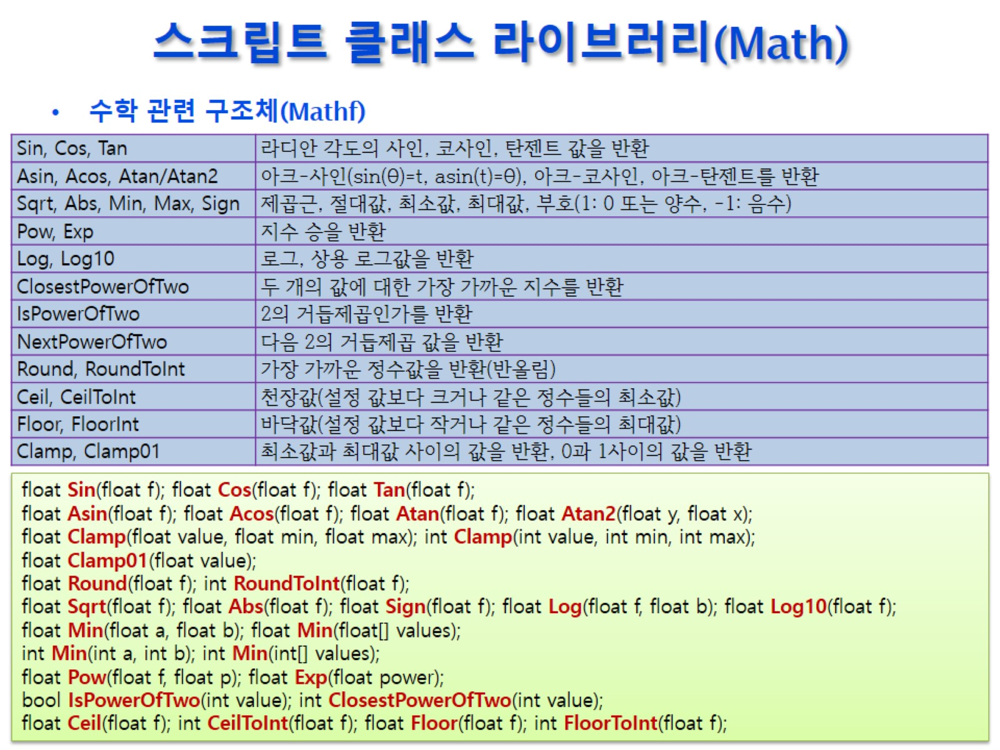 스크립트 클래스 라이브러리(Math)
• 수학 관련 구조체(Mathf)
Sin, Cos, Tan 라디안 각도의 사인, 코사인, 탄젠트 값을 반환
Asin, Acos, Atan/Atan2 아크-사인(sin(θ)=t, asin(t)=θ), 아크-코사인, 아크-탄젠트를 반환
Sqrt, Abs, Min, Max, Sign 제곱근, 절대값, 최소값, 최대값, 부호(1: 0 또는 양수, -1: 음수)
Pow, Exp 지수 승을 반환
Log, Log10 로그, 상용 로그값을 반환
ClosestPowerOfTwo 두 개의 값에 대한 가장 가까운 지수를 반환
IsPowerOfTwo 2의 거듭제곱인가를 반환
NextPowerOfTwo 다음 2의 거듭제곱 값을 반환
Round, RoundToInt 가장 가까운 정수값을 반환(반올림)
Ceil, CeilToInt 천장값(설정 값보다 크거나 같은 정수들의 최소값)
Floor, FloorInt 바닥값(설정 값보다 작거나 같은 정수들의 최대값)
Clamp, Clamp01 최소값과 최대값 사이의 값을 반환, 0과 1사이의 값을 반환
float Sin(float f); float Cos(float f); float Tan(float f);
float Asin(float f); float Acos(float f); float Atan(float f); float Atan2(float y, float x);
float Clamp(float value, float min, float max); int Clamp(int value, int min, int max);
float Clamp01(float value);
float Round(float f); int RoundToInt(float f);
float Sqrt(float f); float Abs(float f); float Sign(float f); float Log(float f, float b); float Log10(float f);
float Min(float a, float b); float Min(float[] values);
int Min(int a, int b); int Min(int[] values);
float Pow(float f, float p); float Exp(float power);
bool IsPowerOfTwo(int value); int ClosestPowerOfTwo(int value);
float Ceil(float f); int CeilToInt(float f); float Floor(float f); int FloorToInt(float f);